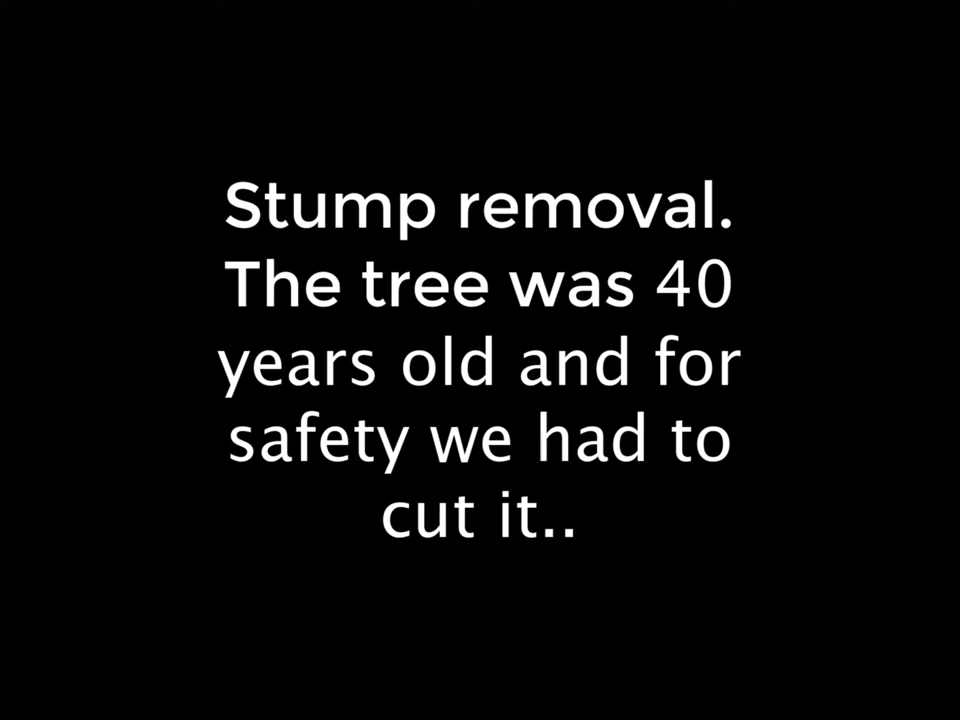 Stump removal.
The tree was 40
years old and for
safety we had to
cut it..